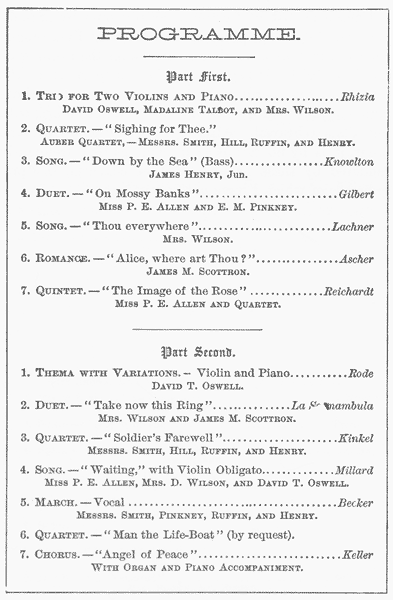 PROGRAMME.
Part First.
1. TRIO FOR TWO VIOLINS AND PIANO....................Rhizia
DAVID OSWELL, MADALINE TALBOT, AND MRS. WILSON.
2. QUARTET.—"Sighing for Thee."
AUBER QUARTET,—MESSRS. SMITH, HILL, RUFFIN, AND HENRY.
3. SONG.—"Down by the Sea" (Bass)................Knowlton
JAMES HENRY, JUN.
4. DUET.—"On Mossy Banks"........................Gilbert
MISS P. E. ALLEN AND E. M. PINKNEY.
5. SONG.—"Thou everywhere".......................Lachner
MRS. WILSON.
6. ROMANCE.—"Alice, where art Thou?"...............Ascher
JAMES M. SCOTTRON.
7. QUINTET.—"The Image of the Rose"..............Reichardt
MISS P. E. ALLEN AND QUARTET.
Part Second.
1. THEMA WITH VARIATIONS.—Violin and Piano...........Rode
DAVID T. OSWELL.
2. DUET.—"Take now this Ring"..............La
MRS. WILSON AND JAMES M. SCOTTRON.
3. QUARTET.—"Soldier's Farewell"...................Kinkel
MESSRS. SMITH, HILL, RUFFIN, AND HENRY.
4. SONG.—"Waiting," with Violin Obligato...........Millard
MISS P. E. ALLEN, MRS. D. WILSON, AND DAVID T. OSWELL.
5. MARCH.—Vocal....................................Becker
MESSRS. SMITH, PINKNEY, RUFFIN, AND HENRY.
6. QUARTET.—"Man the Life-Boat" (by request).
7. CHORUS.—"Angel of Peace"........................Keller
WITH ORGAN AND PIANO ACCOMPANIMENT.